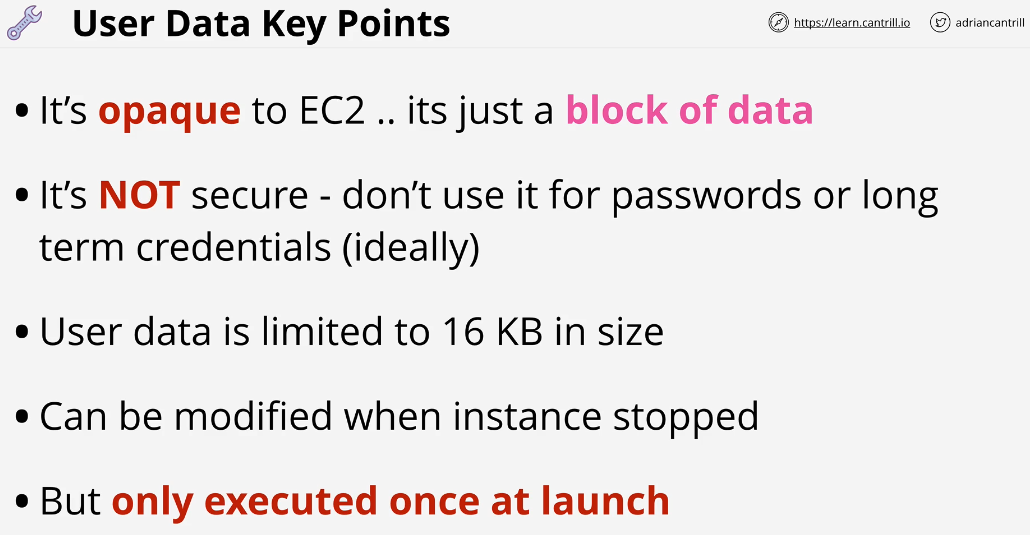 User Data Key Points
https://learn.cantrill.io
adriancantrill
• It’s opaque to EC2 .. its just a block of data
• It’s NOT secure - don’t use it for passwords or long
term credentials (ideally)
• User data is limited to 16 KB in size
• Can be modified when instance stopped
• But only executed once at launch